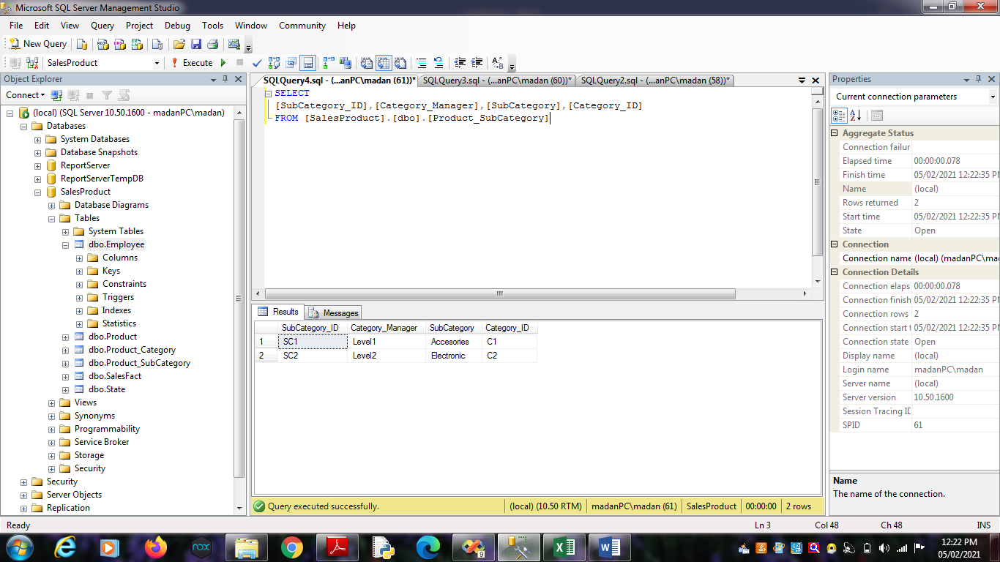 Microsoft SQL Server Management Studio
File Edit View Query Project Debug Tools Window Community Help
New Query
SalesProduct Execute
Object Explorer
Connect
(local) (SQL Server 10.50.1600 - madanPC\madan)
Databases
System Databases
Database Snapshots
ReportServer
ReportServerTempDB
SalesProduct
Database Diagrams
Tables
System Tables
dbo.Employee
Columns
Keys
Constraints
Triggers
Indexes
Statistics
dbo.Product
dbo.Product_Category
dbo.Product_SubCategory
dbo.SalesFact
dbo.State
Views
Synonyms
Programmability
Service Broker
Storage
Security
Security
Server Objects
Replication
SQLQuery4.sql - (...anPC\madan (61))* SQLQuery3.sql - (...anPC\madan (60))* SQLQuery2.sql - (...anPC\madan (58))*
SELECT
[SubCategory_ID],[Category_Manager],[SubCategory],[Category_ID]
FROM [SalesProduct].[dbo].[Product_SubCategory]
Results Messages
SubCategory_ID Category_Manager SubCategory Category_ID
1 SC1 Level1 Accesories C1
2 SC2 Level2 Electronic C2
Query executed successfully. (local) (10.50 RTM) madanPC\madan (61) SalesProduct 00:00:00 2 rows
Properties
Current connection parameters
Aggregate Status
Connection failur
Elapsed time 00:00:00.078
Finish time 05/02/2021 12:22:35 PM
Name (local)
Rows returned 2
Start time 05/02/2021 12:22:35 PM
State Open
Connection
Connection name (local) (madanPC\ma
Connection Details
Connection elaps 00:00:00.078
Connection finish 05/02/2021 12:22:35 PM
Connection rows 2
Connection start t 05/02/2021 12:22:35 PM
Connection state Open
Display name (local)
Login name madanPC\madan
Server name (local)
Server version 10.50.1600
Session Tracing ID
SPID 61
Name
The name of the connection.
Ready Ln 3 Col 48 Ch 48 INS
nox
9
12:22 PM
05/02/2021